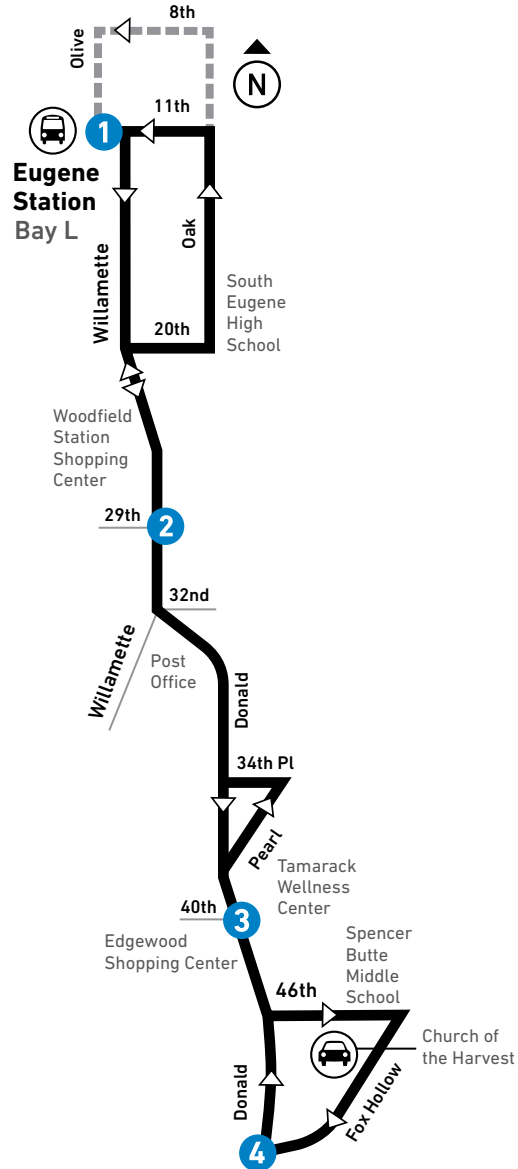 8th
Olive
N
11th
1
Eugene
Station
Bay L
Oak
Willamette
South
Eugene
High
School
20th
Woodfield
Station
Shopping
Center
29th
2
32nd
Willamette
Post
Office
Donald
34th Pl
Pearl
Tamarack
Wellness
Center
40th
3
Edgewood
Shopping Center
Spencer
Butte
Middle
School
46th
Church of
the Harvest
Donald
Fox Hollow
4